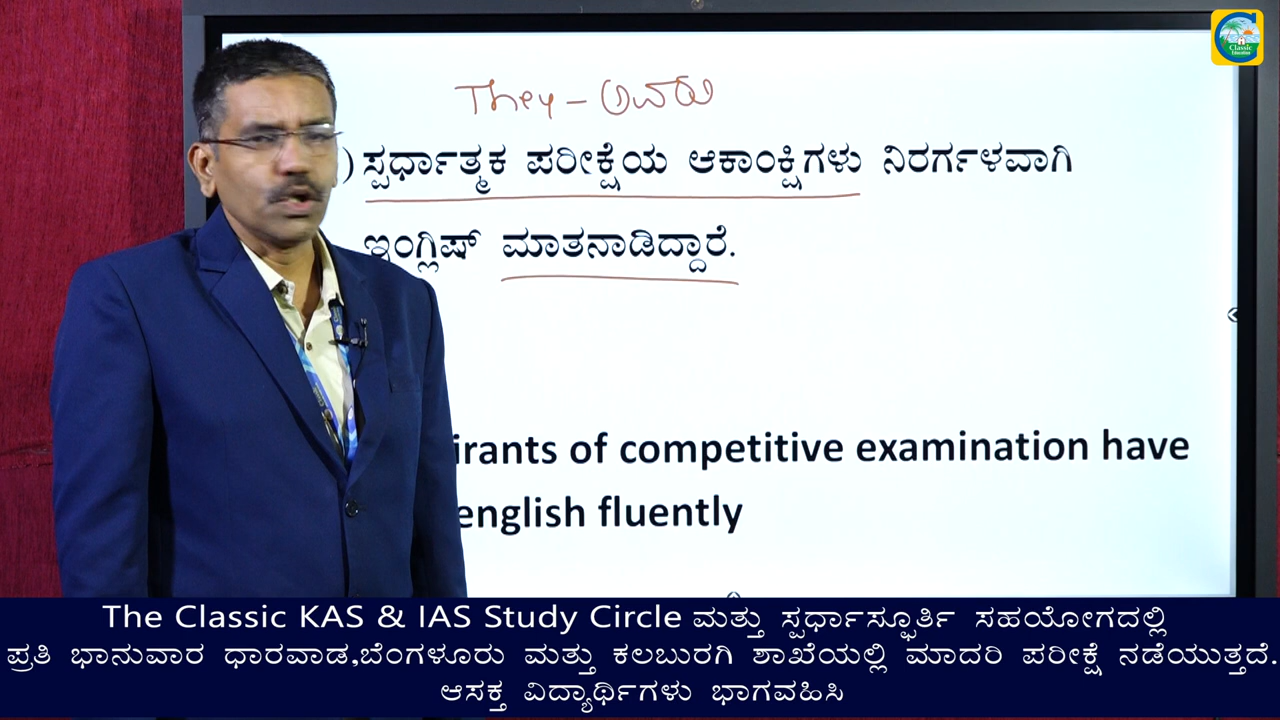 Classic
Education
They – ಅವರು
) ಸ್ಪರ್ಧಾತ್ಮಕ ಪರೀಕ್ಷೆಯ ಆಕಾಂಕ್ಷಿಗಳು ನಿರರ್ಗಳವಾಗಿ
ಇಂಗ್ಲಿಷ್ ಮಾತನಾಡಿದ್ದಾರೆ.
irants of competitive examination have
english fluently
The Classic KAS & IAS Study Circle ಮತ್ತು ಸ್ಪರ್ಧಾಸ್ಫೂರ್ತಿ ಸಹಯೋಗದಲ್ಲಿ
ಪ್ರತಿ ಭಾನುವಾರ ಧಾರವಾಡ,ಬೆಂಗಳೂರು ಮತ್ತು ಕಲಬುರಗಿ ಶಾಖೆಯಲ್ಲಿ ಮಾದರಿ ಪರೀಕ್ಷೆ ನಡೆಯುತ್ತದೆ.
ಆಸಕ್ತ ವಿದ್ಯಾರ್ಥಿಗಳು ಭಾಗವಹಿಸಿ